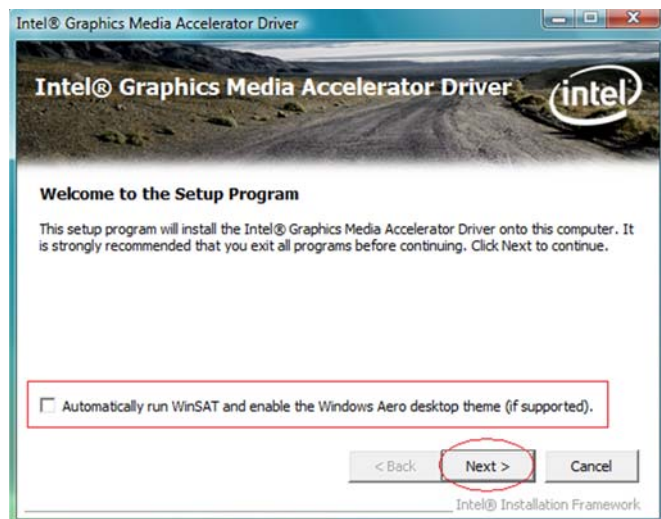 Intel® Graphics Media Accelerator Driver
Intel® Graphics Media Accelerator Driver
intel
Welcome to the Setup Program
This setup program will install the Intel® Graphics Media Accelerator Driver onto this computer. It
is strongly recommended that you exit all programs before continuing. Click Next to continue.
Automatically run WinSAT and enable the Windows Aero desktop theme (if supported).
< Back Next > Cancel
Intel® Installation Framework